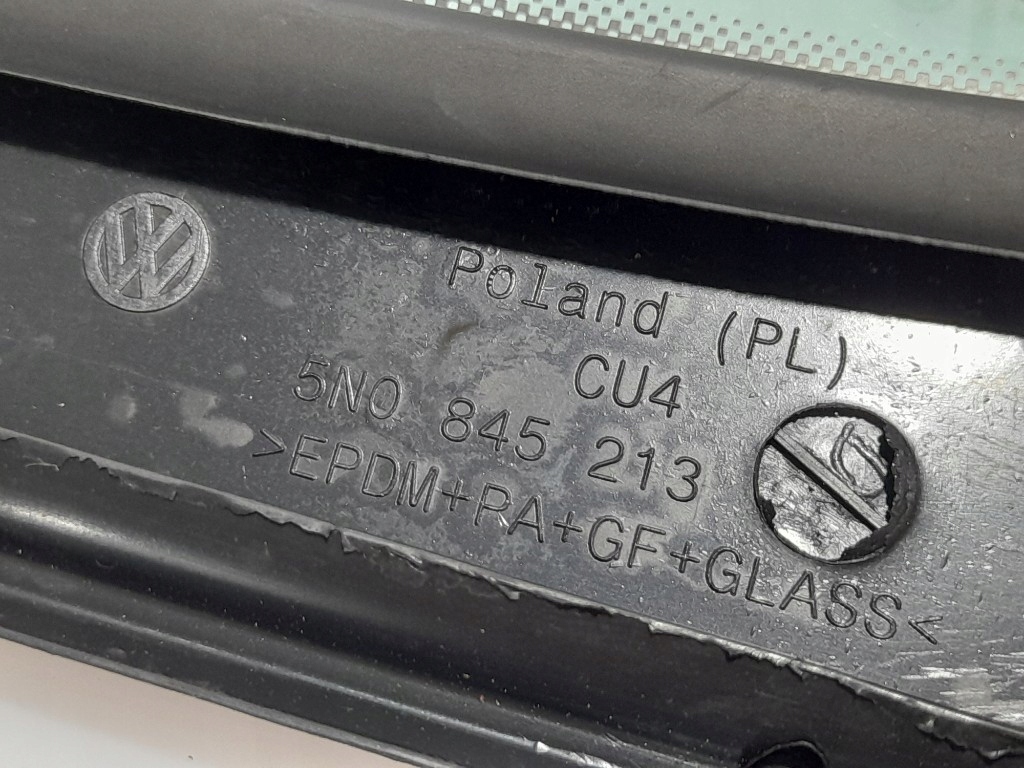 Poland (PL)
CU4
5N0 845 213
>EPDM+PA+GF+GLASS<